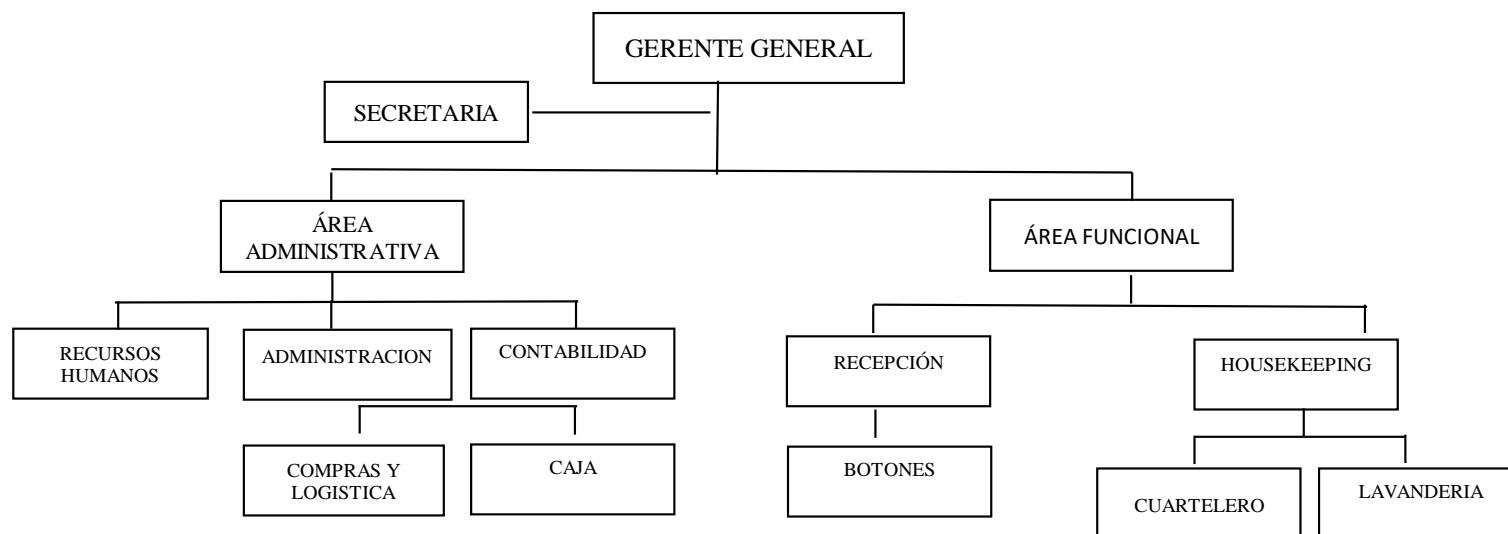 GERENTE GENERAL
SECRETARIA
ÁREA
ADMINISTRATIVA
ÁREA FUNCIONAL
RECURSOS
HUMANOS
ADMINISTRACION
CONTABILIDAD
RECEPCIÓN
HOUSEKEEPING
COMPRAS Y
LOGISTICA
CAJA
BOTONES
CUARTELERO
LAVANDERIA